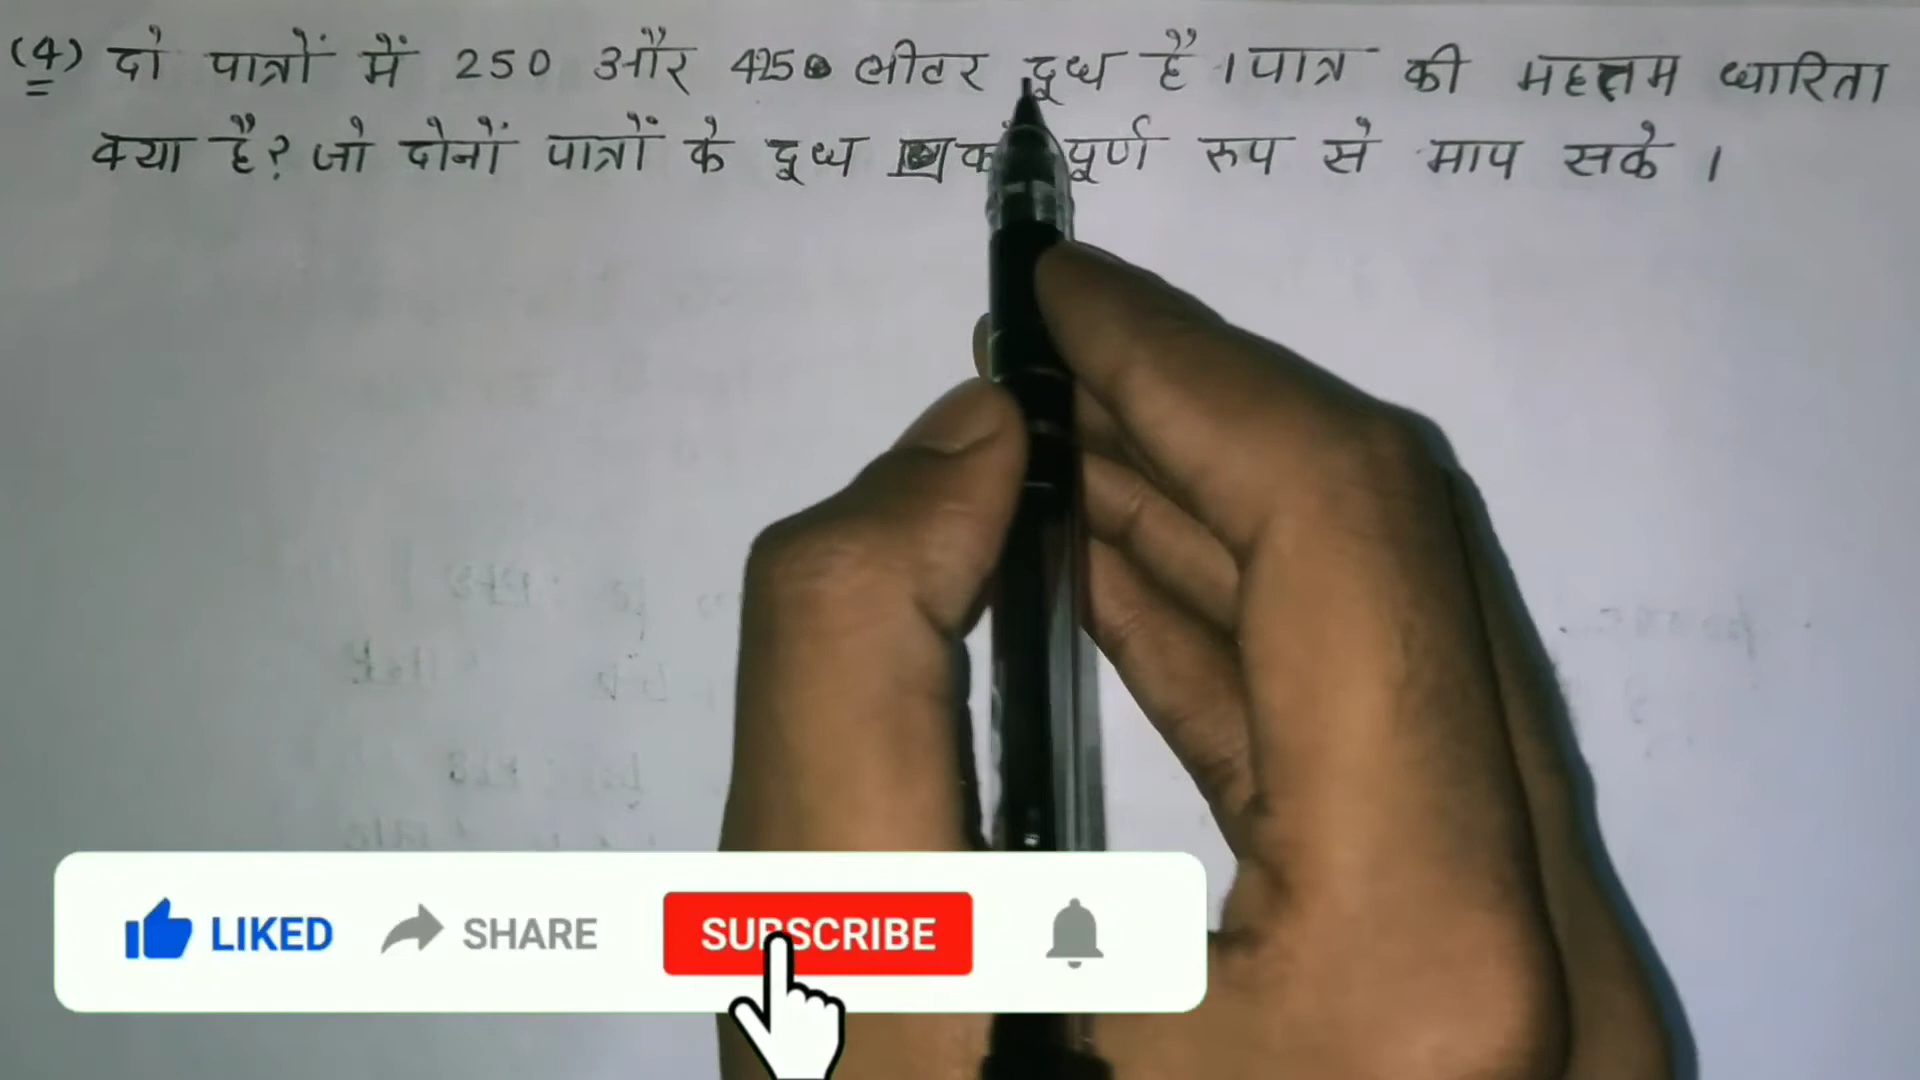 (4) दो पात्रों में 250 और 425 लीटर दूध है । पात्र की महत्तम धारिता
क्या है? जो दोनों पात्रों के दूध को पूर्ण रुप से माप सके ।
LIKED SHARE SUBSCRIBE